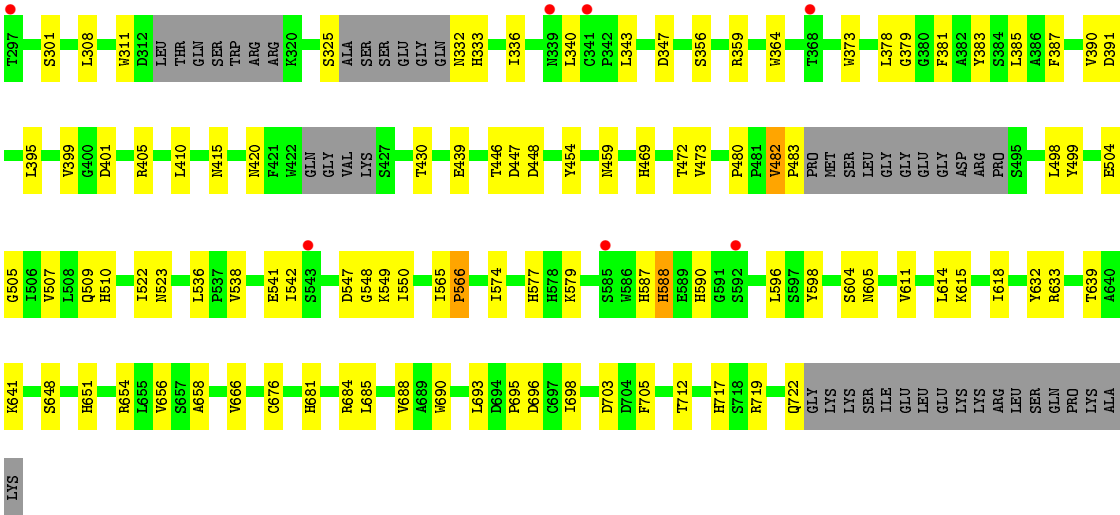 T297 S301 L308 W311 D312 LEU THR GLN SER TRP ARG ARG K320 S325 ALA SER SER GLU GLY GLN N332 H333 I336 N339 L340 C341 P342 L343 D347 S356 R359 W364 T368 W373 L378 G379 G380 F381 A382 Y383 S384 L385 A386 F387 V390 D391
L395 V399 G400 D401 R405 L410 N415 N420 F421 W422 GLN GLY VAL LYS S427 T430 E439 T446 D447 D448 Y454 N459 H469 T472 V473 P480 P481 V482 P483 PRO MET SER LEU GLY GLY GLU GLY ASP ARG PRO S495 L498 Y499 E504
G505 I506 V507 L508 Q509 H510 I522 N523 L536 P537 V538 E541 I542 S543 D547 G548 K549 I550 I565 P566 I574 H577 H578 K579 S585 W586 H587 H588 E589 H590 G591 S592 L596 S597 Y598 S604 N605 V611 L614 K615 I618 Y632 R633 T639 A640
K641 S648 H651 R654 L655 V656 S657 A658 V666 C676 H681 R684 L685 V688 A689 W690 L693 D694 P695 D696 C697 I698 D703 D704 F705 T712 H717 S718 R719 Q722 GLY LYS LYS SER ILE GLU LEU GLU LYS LYS ARG LEU SER GLN PRO LYS ALA
LYS